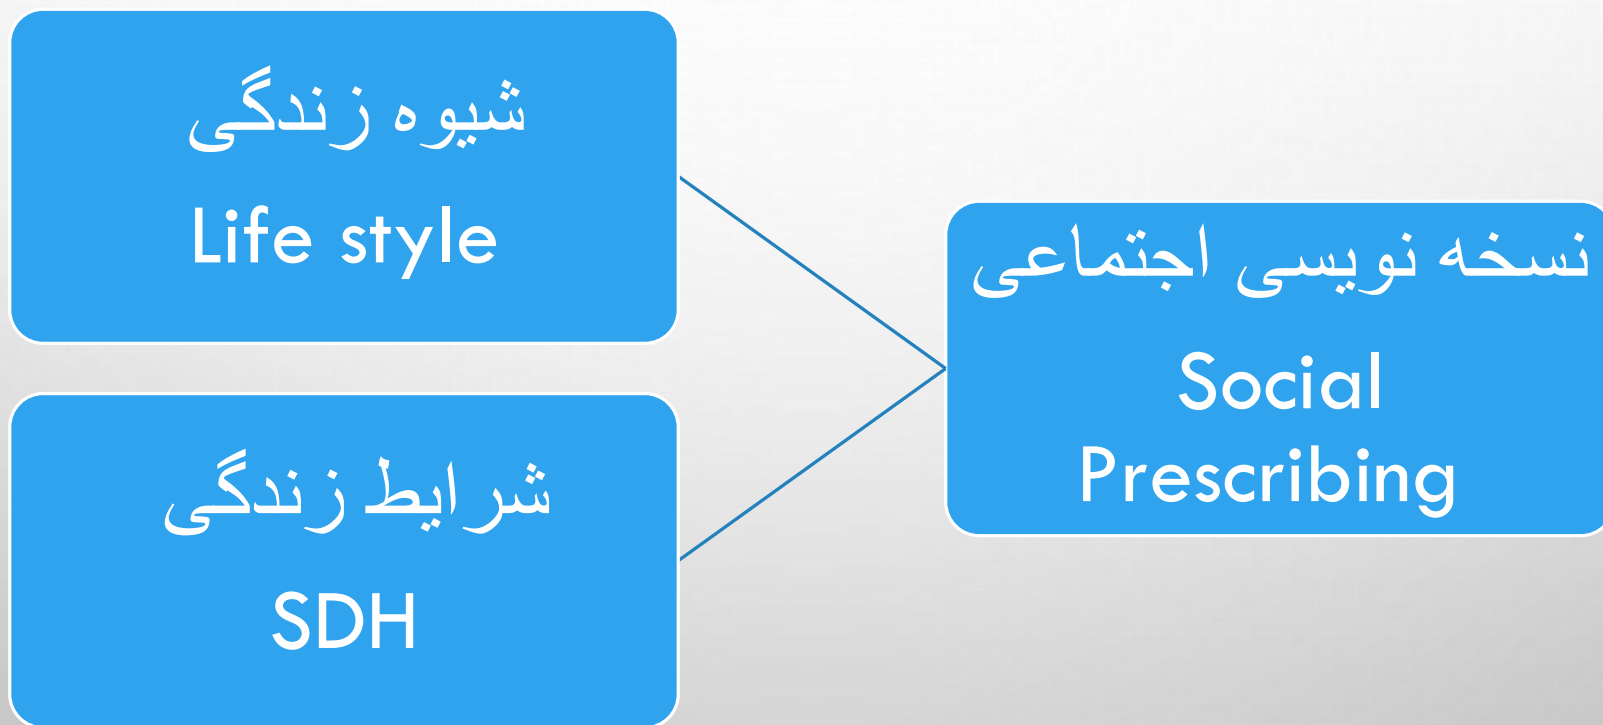 شیوه زندگی
Life style
شرایط زندگی
SDH
نسخه نویسی اجتماعی
Social
Prescribing